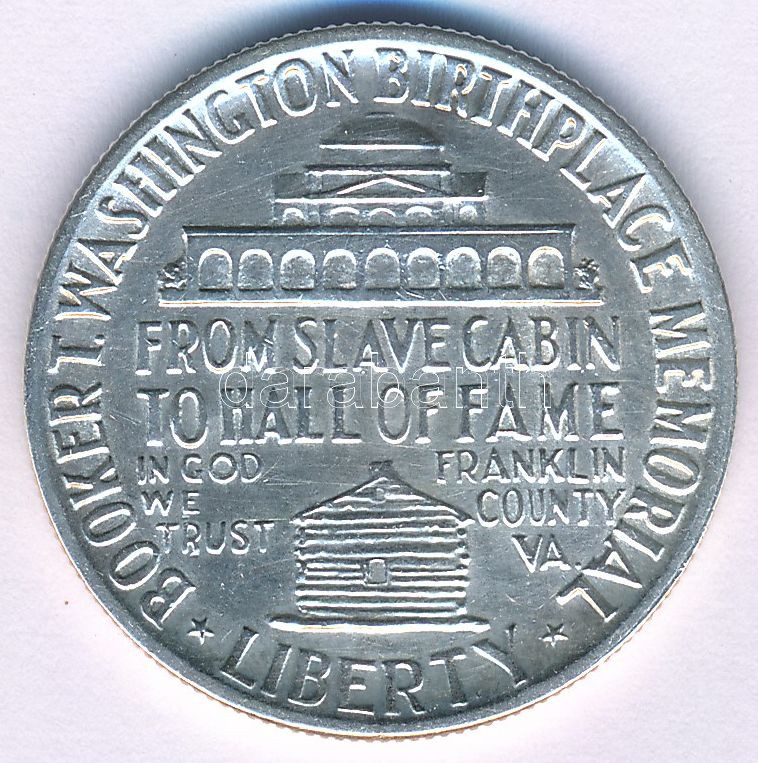 BOOKER T. WASHINGTON BIRTHPLACE MEMORIAL
FROM SLAVE CABIN
TO HALL OF FAME
IN GOD
WE
TRUST
FRANKLIN
COUNTY
VA.
LIBERTY
darabanth